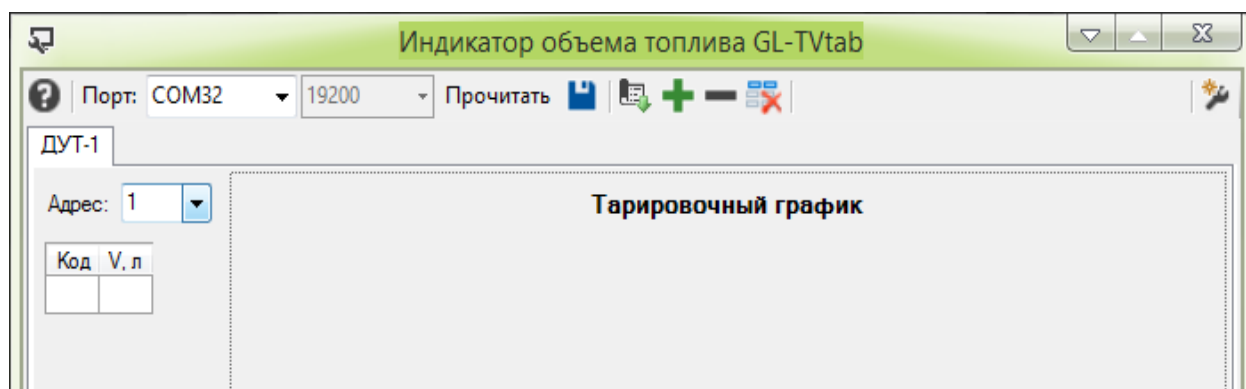 Индикатор объема топлива GL-TVtab
Порт: COM32 19200 Прочитать
ДУТ-1
Адрес: 1
Тарировочный график
Код V, л